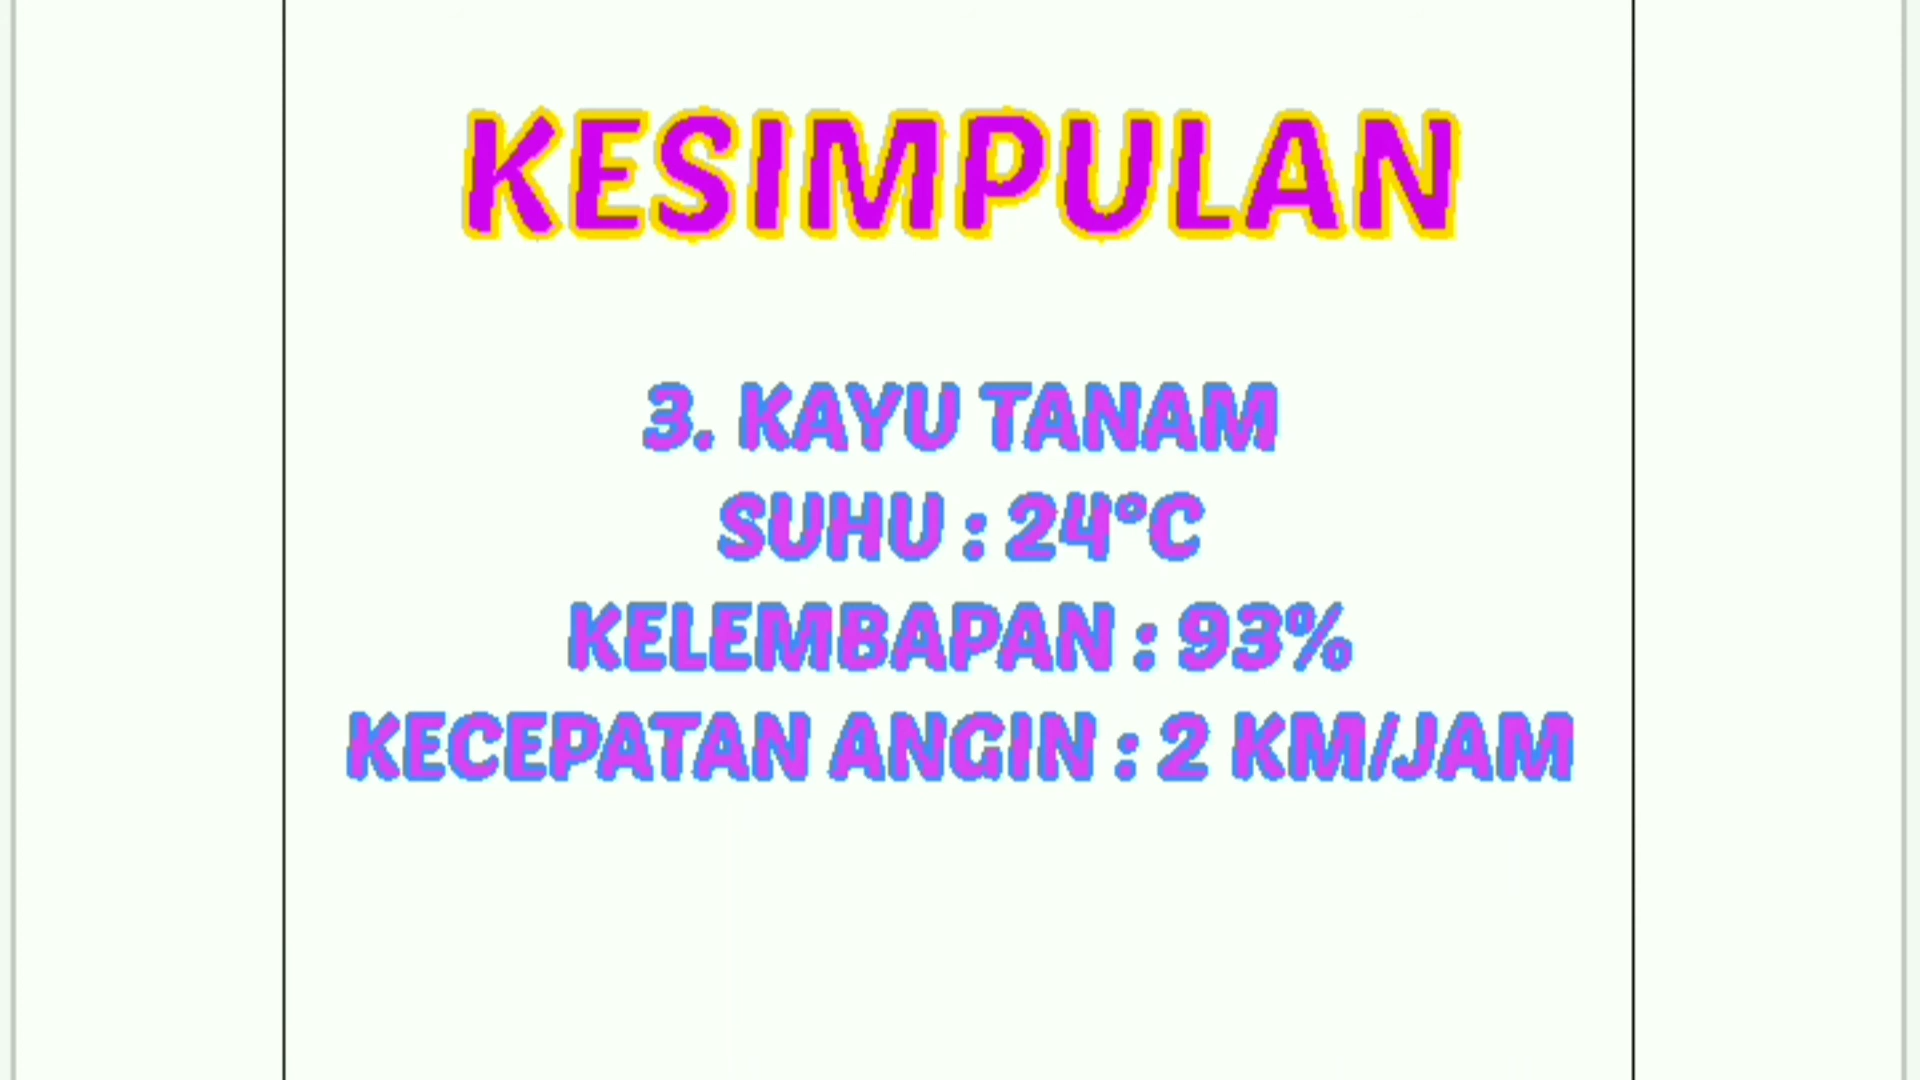 KESIMPULAN
3. KAYU TANAM
SUHU : 24°C
KELEMBAPAN : 93%
KECEPATAN ANGIN : 2 KM/JAM